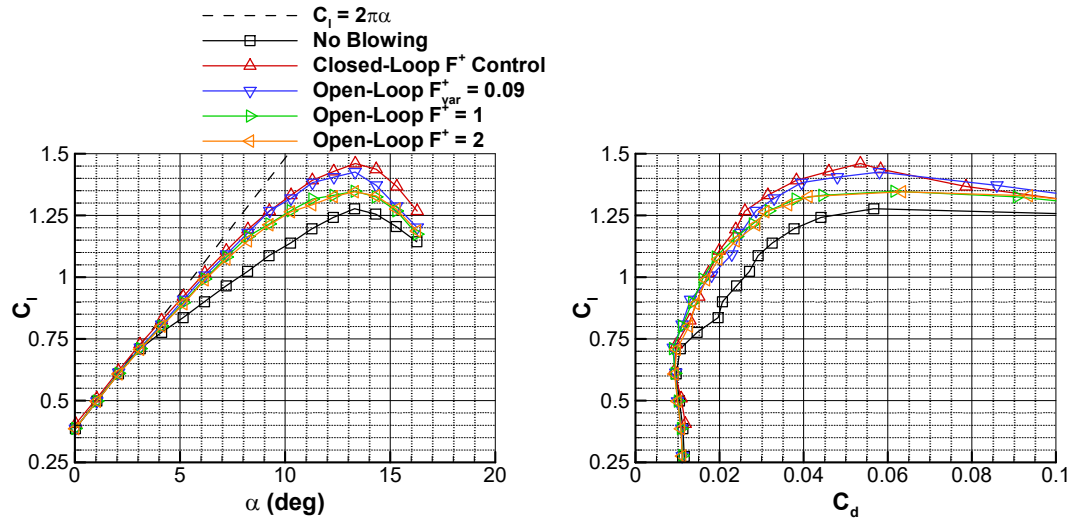 C_l = 2πα
No Blowing
Closed-Loop F⁺ Control
Open-Loop F⁺_var = 0.09
Open-Loop F⁺ = 1
Open-Loop F⁺ = 2
1.5
1.25
1
0.75
0.5
0.25
C_l
0 5 10 15 20
α (deg)
1.5
1.25
1
0.75
0.5
0.25
C_l
0 0.02 0.04 0.06 0.08 0.1
C_d